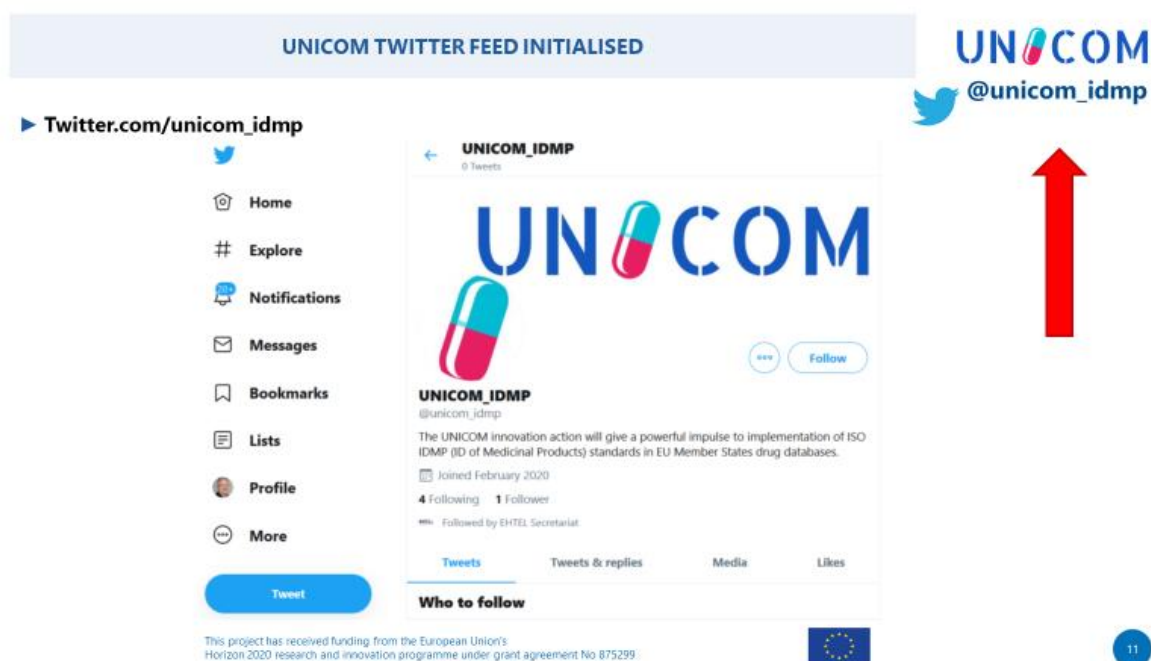 UNICOM TWITTER FEED INITIALISED
UNICOM
@unicom_idmp
Twitter.com/unicom_idmp
UNICOM_IDMP
0 Tweets
Home
Explore
20+
Notifications
Messages
Bookmarks
Lists
Profile
More
Tweet
UNICOM
Follow
UNICOM_IDMP
@unicom_idmp
The UNICOM innovation action will give a powerful impulse to implementation of ISO
IDMP (ID of Medicinal Products) standards in EU Member States drug databases.
Joined February 2020
4 Following 1 Follower
Followed by EHTEL Secretariat
Tweets Tweets & replies Media Likes
Who to follow
This project has received funding from the European Union's
Horizon 2020 research and innovation programme under grant agreement No 875299
11